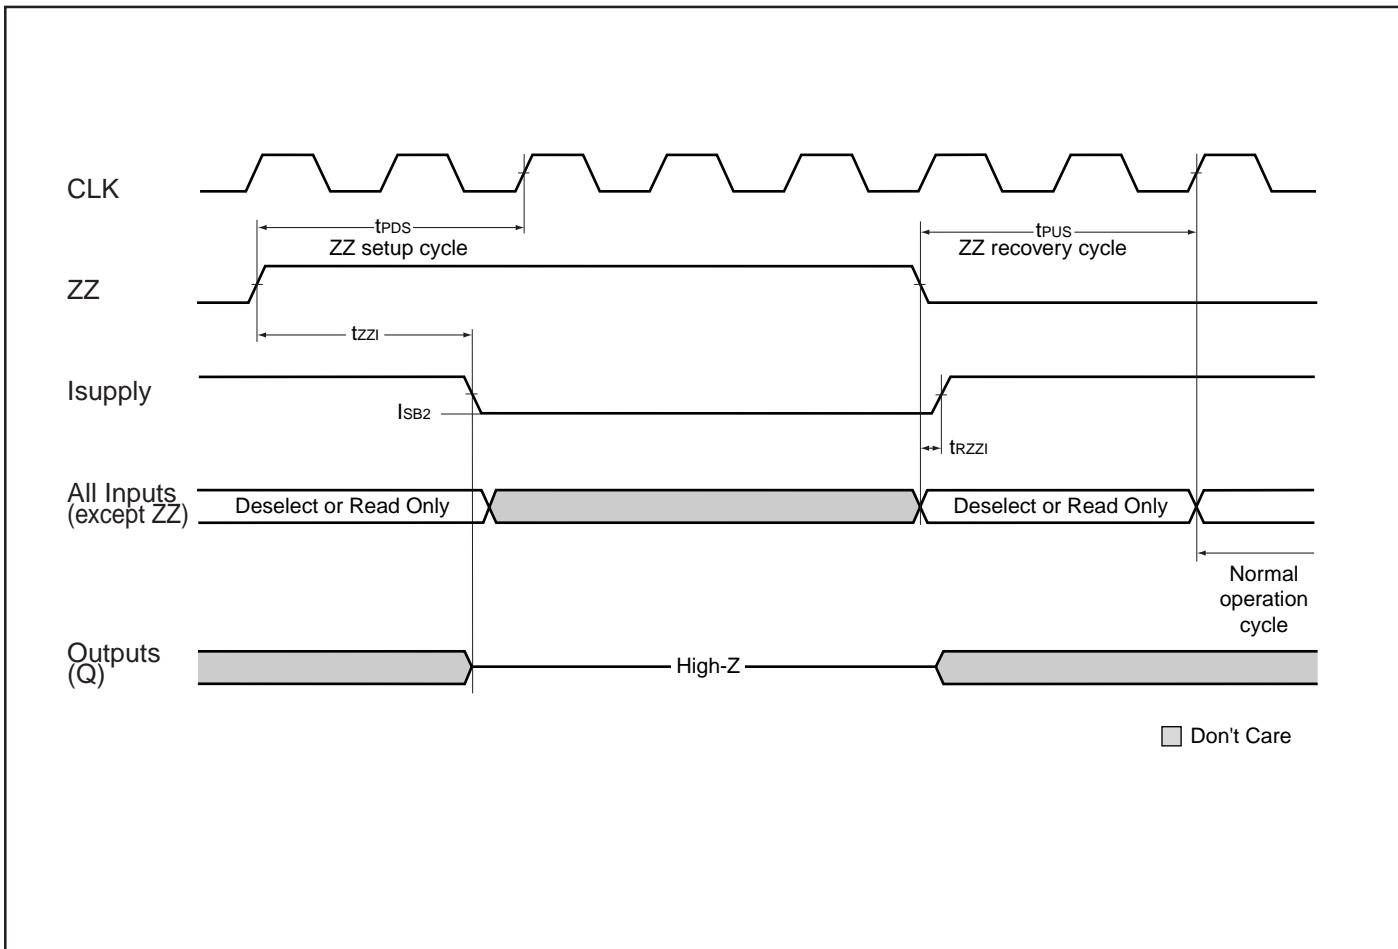 CLK
tPDS
ZZ setup cycle
tPUS
ZZ recovery cycle
ZZ
tZZI
Isupply
ISB2
tRZZI
All Inputs
(except ZZ)
Deselect or Read Only
Deselect or Read Only
Normal
operation
cycle
Outputs
(Q)
High-Z
Don't Care